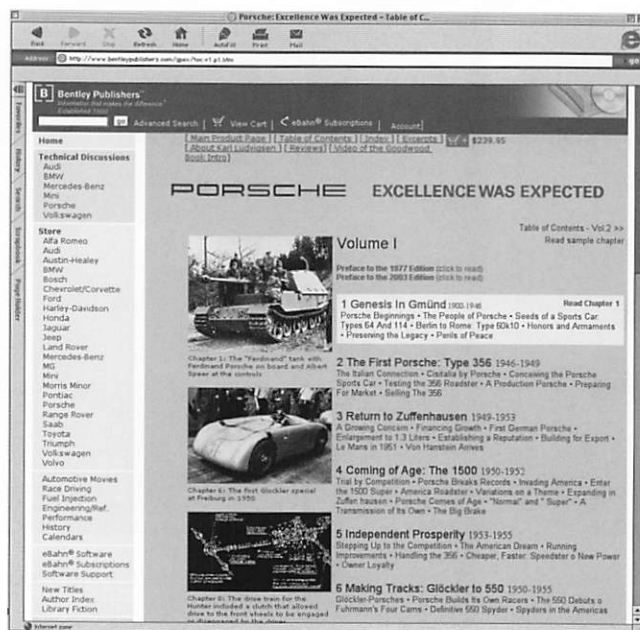 Porsche: Excellence Was Expected - Table of C...
Back
Forward
Stop
Refresh
Home
AutoFill
Print
Mail
Address
http://www.bentleypublishers.com/gpex/toc.v1.p1.htm
go
Favorites
History
Search
Scrapbook
Page Holder
B Bentley Publishers™
Information that makes the difference.®
Established 1950
go Advanced Search | View Cart | eBahn® Subscriptions | Account |
[ Main Product Page ] [ Table of Contents ] [ Index ] [ Excerpts ] $239.95
[ About Karl Ludvigsen ] [ Reviews ] [ Video of the Goodwood
Book Intro ]
Home
Technical Discussions
Audi
BMW
Mercedes-Benz
Mini
Porsche
Volkswagen
Store
Alfa Romeo
Audi
Austin-Healey
BMW
Bosch
Chevrolet/Corvette
Ford
Harley-Davidson
Honda
Jaguar
Jeep
Land Rover
Mercedes-Benz
MG
Mini
Morris Minor
Pontiac
Porsche
Range Rover
Saab
Toyota
Triumph
Volkswagen
Volvo
Automotive Movies
Race Driving
Fuel Injection
Engineering/Ref.
Performance
History
Calendars
eBahn® Software
eBahn® Subscriptions
Software Support
New Titles
Author Index
Library Fiction
PORSCHE EXCELLENCE WAS EXPECTED
Table of Contents - Vol.2 >>
Read sample chapter
Volume I
Preface to the 1977 Edition (click to read)
Preface to the 2003 Edition (click to read)
Chapter 1: The "Ferdinand" tank with
Ferdinand Porsche on board and Albert
Speer at the controls
1 Genesis In Gmünd 1900-1946 Read Chapter 1
Porsche Beginnings • The People of Porsche • Seeds of a Sports Car:
Types 64 And 114 • Berlin to Rome: Type 60k10 • Honors and Armaments
• Preserving the Legacy • Perils of Peace
2 The First Porsche: Type 356 1946-1949
The Italian Connection • Cisitalia by Porsche • Conceiving the Porsche
Sports Car • Testing the 356 Roadster • A Production Porsche • Preparing
For Market • Selling The 356
3 Return to Zuffenhausen 1949-1953
A Growing Concern • Financing Growth • First German Porsche •
Enlargement to 1.3 Liters • Establishing a Reputation • Building for Export •
Le Mans in 1951 • Von Hanstein Arrives
Chapter 6: The first Glöckler special
at Freiburg in 1950
4 Coming of Age: The 1500 1950-1952
Trial by Competition • Porsche Breaks Records • Invading America • Enter
the 1500 Super • America Roadster • Variations on a Theme • Expanding in
Zuffen hausen • Porsche Comes of Age • "Normal" and " Super" • A
Transmission of Its Own • The Big Brake
5 Independent Prosperity 1953-1955
Stepping Up to the Competition • The American Dream • Running
Improvements • Handling the 356 • Cheaper, Faster: Speedster o New Power
• Owner Loyalty
6 Making Tracks: Glöckler to 550 1950-1955
Glöckler-Porsches • Porsche Builds Its Own Racers • The 550 Debuts o
Fuhrmann's Four Cams • Definitive 550 Spyder • Spyders in the Americas
Chapter 8: The drive train for the
Hunter included a clutch that allowed
drive to the front wheels to be engaged
or disengaged by the driver
Internet zone